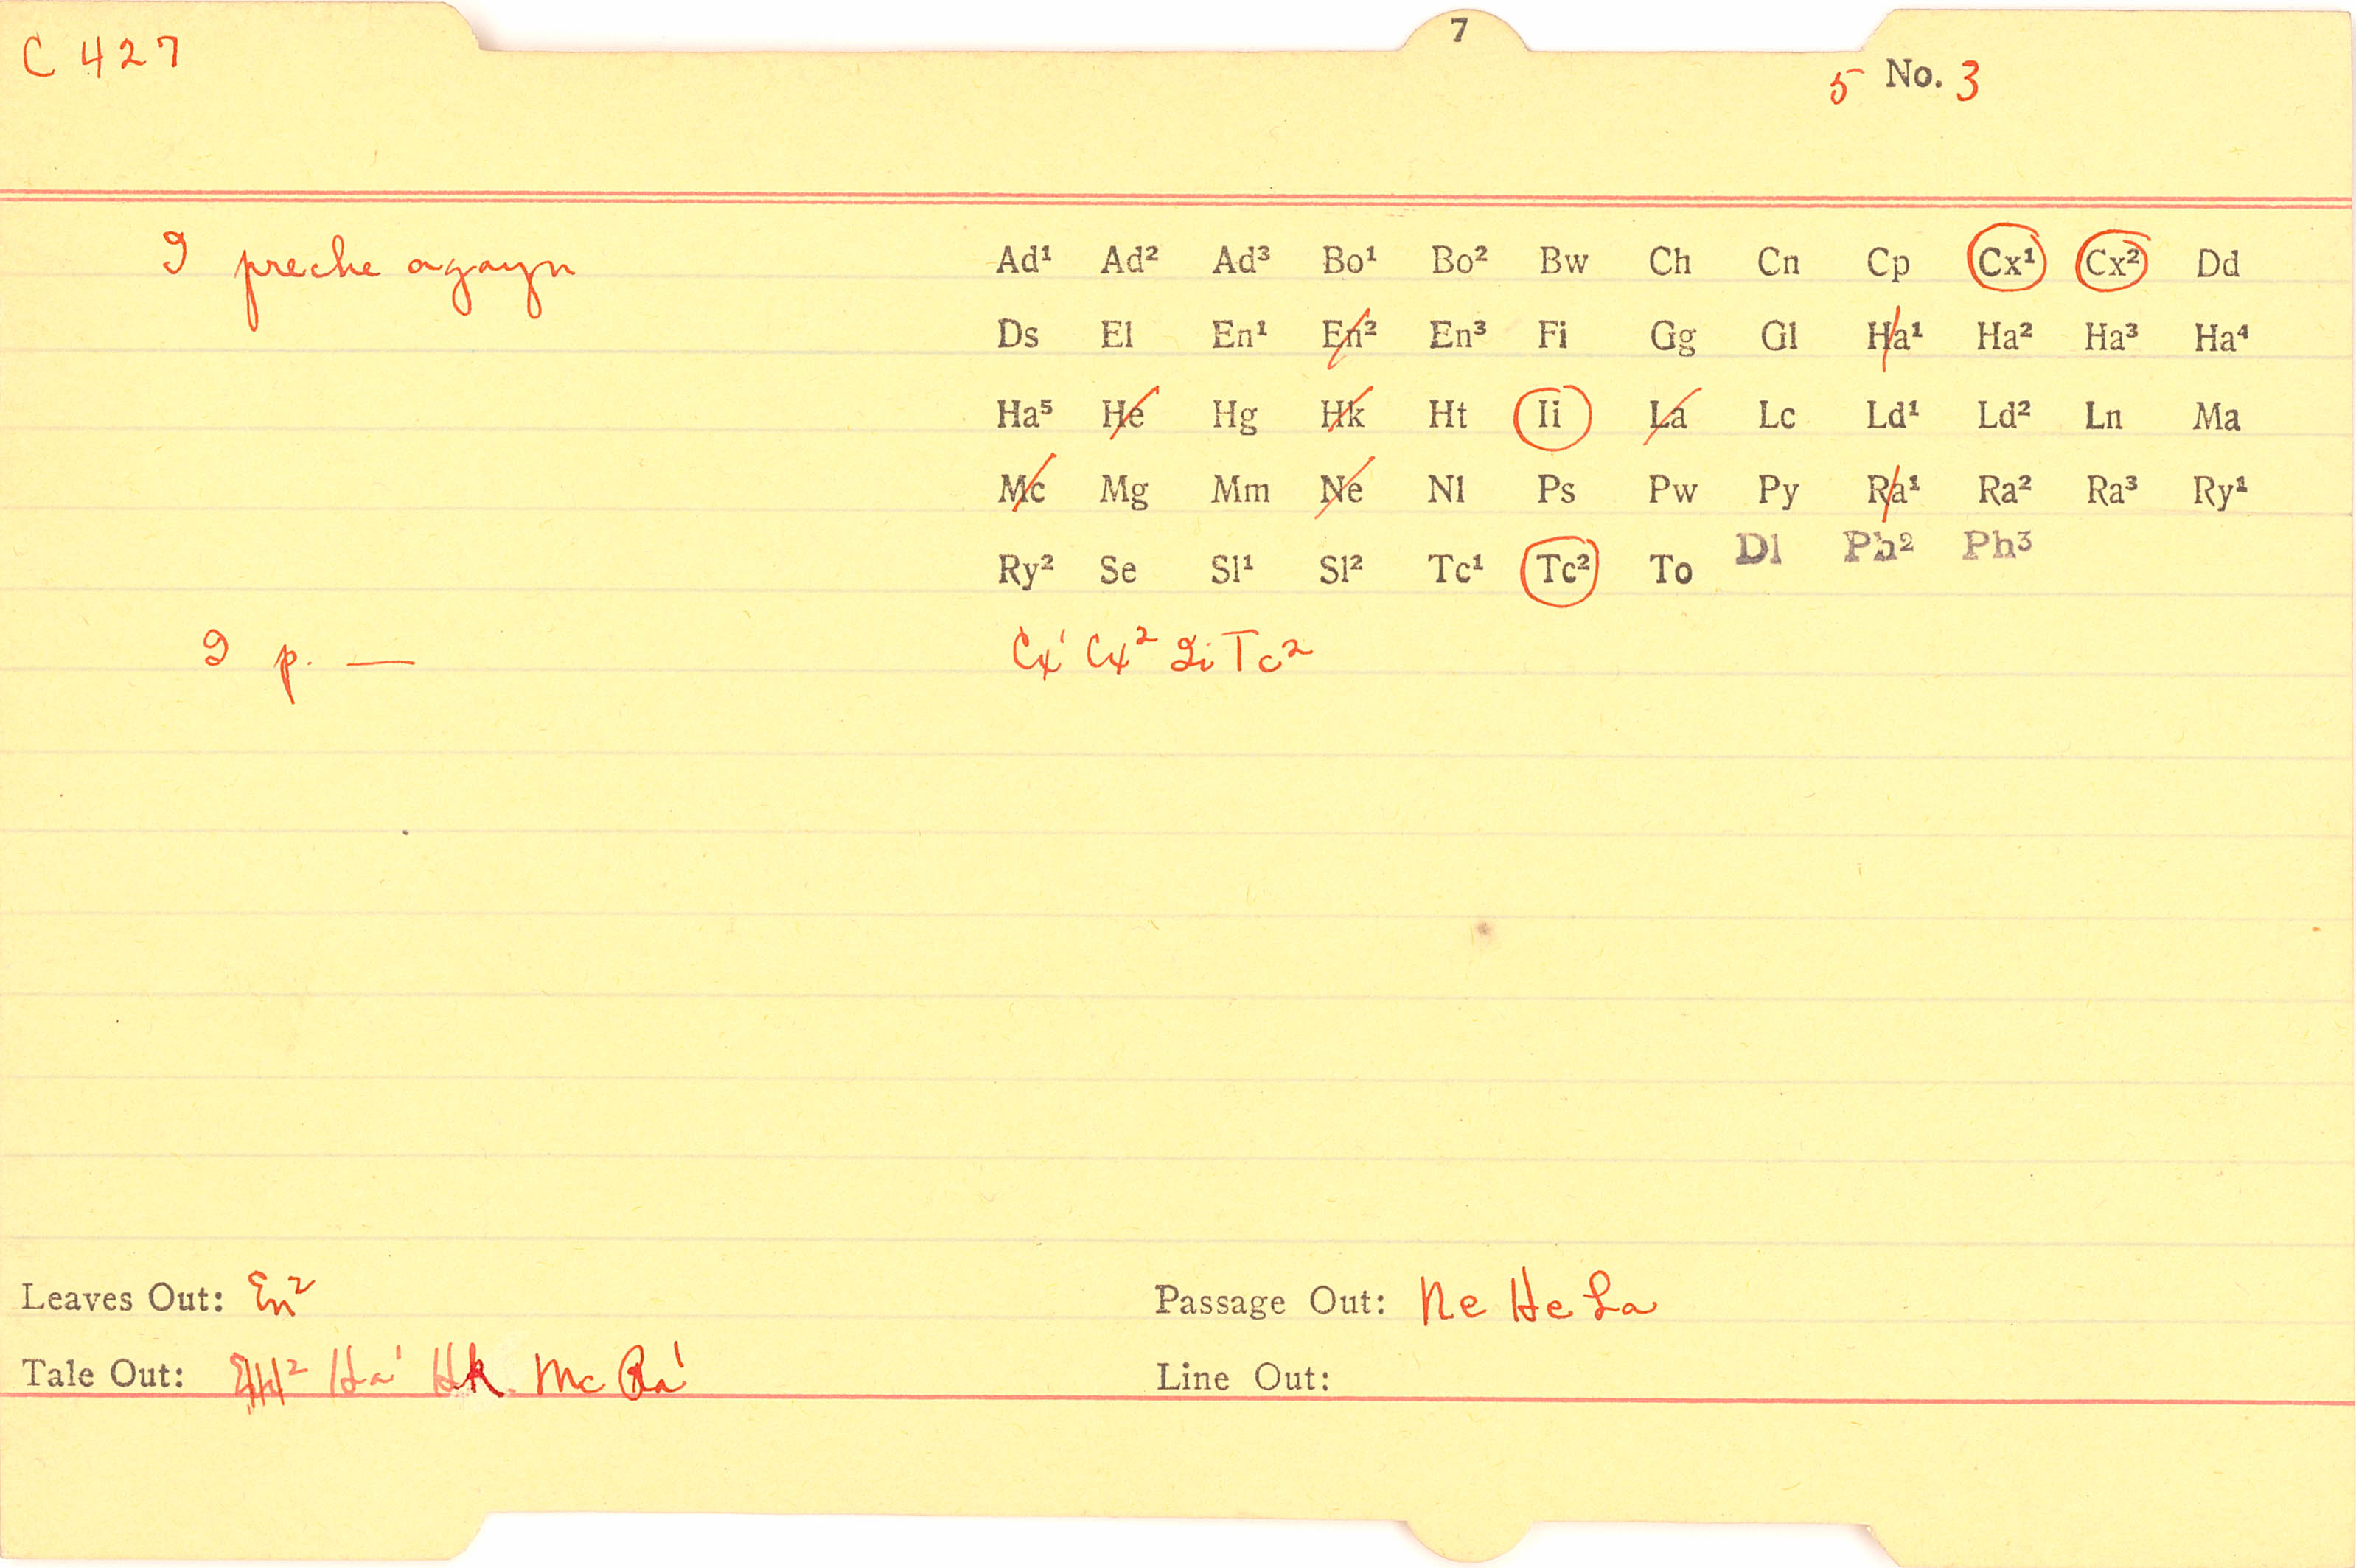 7
C 427
5 No. 3
I preche agayn
Ad¹ Ad² Ad³ Bo¹ Bo² Bw Ch Cn Cp Cx¹ Cx² Dd
Ds El En¹ En² En³ Fi Gg Gl Ha¹ Ha² Ha³ Ha⁴
Ha⁵ He Hg Hk Ht Ii La Lc Ld¹ Ld² Ln Ma
Mc Mg Mm Ne Nl Ps Pw Py Ra¹ Ra² Ra³ Ry¹
Ry² Se Sl¹ Sl² Tc¹ Tc² To Dl Ph² Ph³
I p. — Cx¹ Cx² Ii Tc²
Leaves Out: En² Passage Out: Ne He La
Tale Out: En² Ha¹ Hk Mc Ra¹ Line Out: